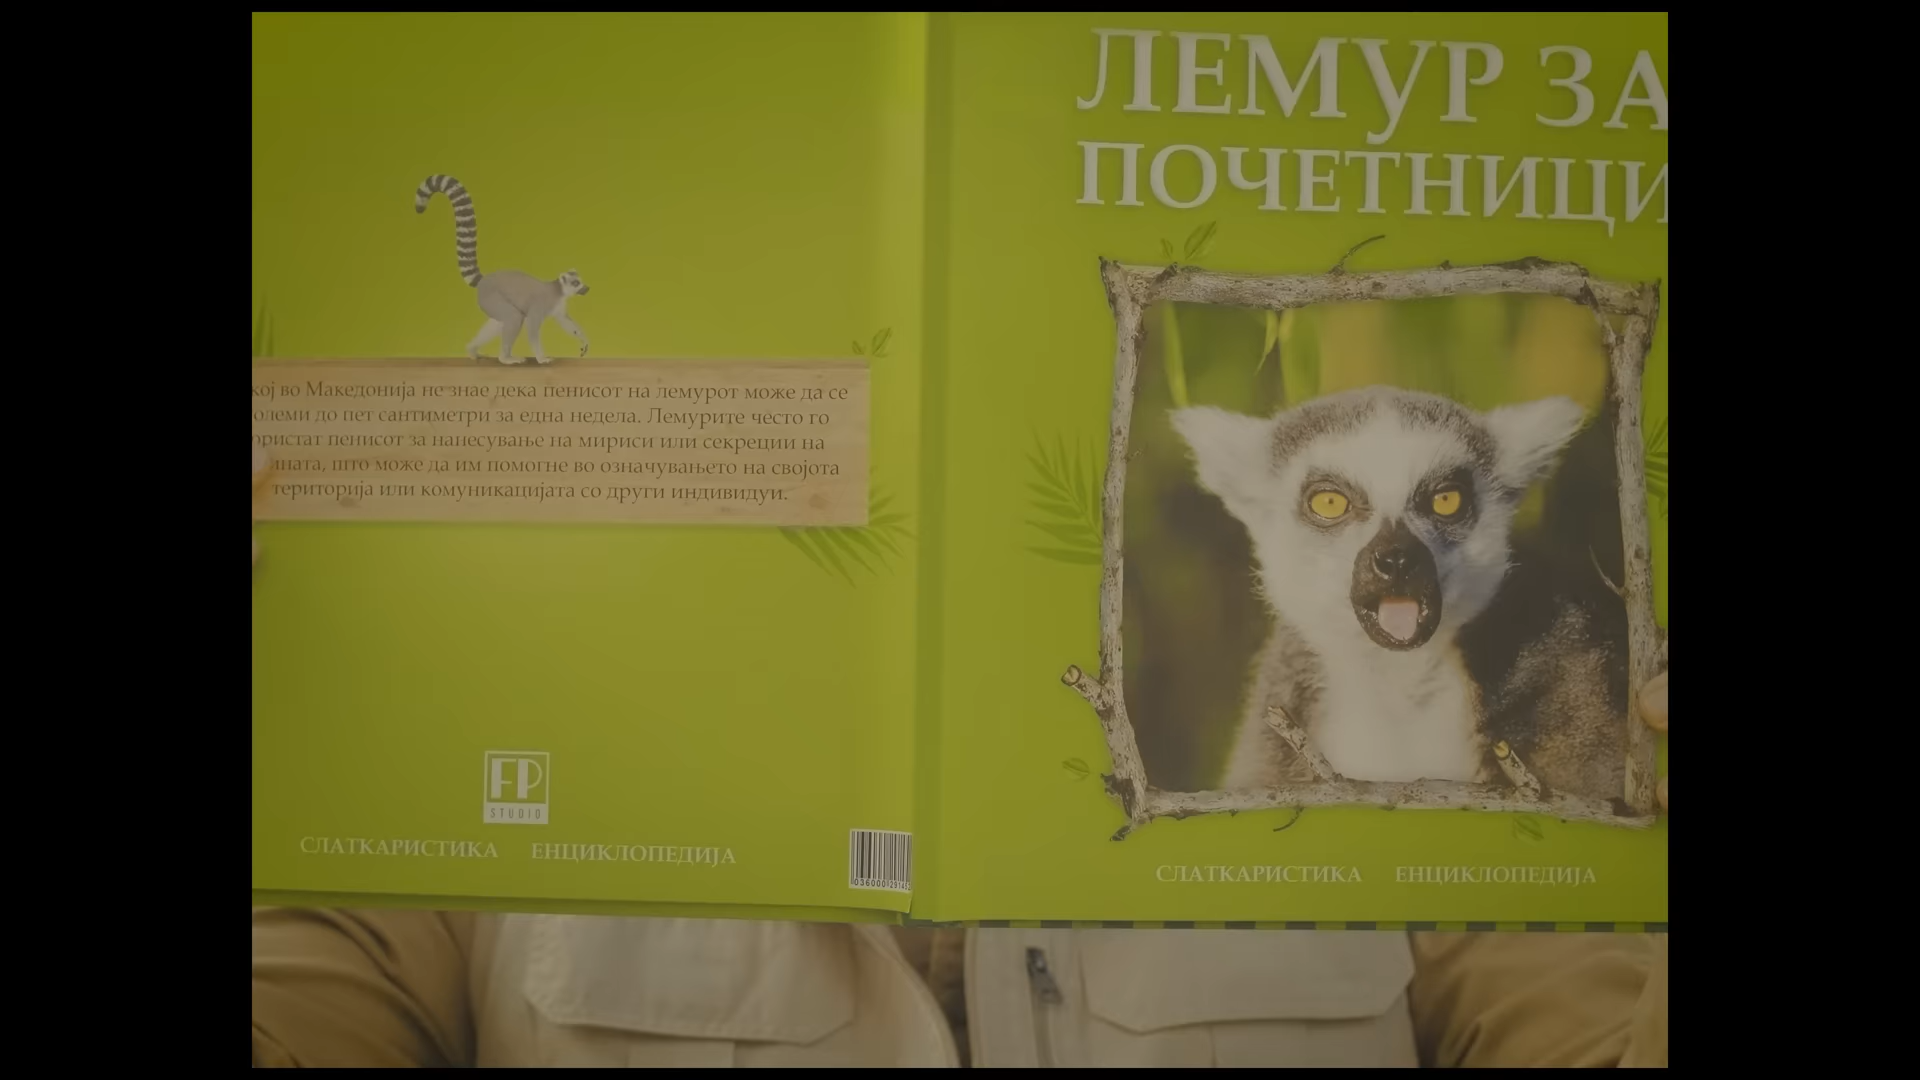 во Македонија не знае дека пенисот на лемурот може да се
до пет сантиметри за една недела. Лемурите често го
пенисот за нанесување на мириси или секреции на
што може да им помогне во означувањето на својота
територија или комуникацијата со други индивидуи.
FP
STUDIO
СЛАТКАРИСТИКА ЕНЦИКЛОПЕДИЈА
ЛЕМУР ЗА
ПОЧЕТНИЦИ
СЛАТКАРИСТИКА ЕНЦИКЛОПЕДИЈА